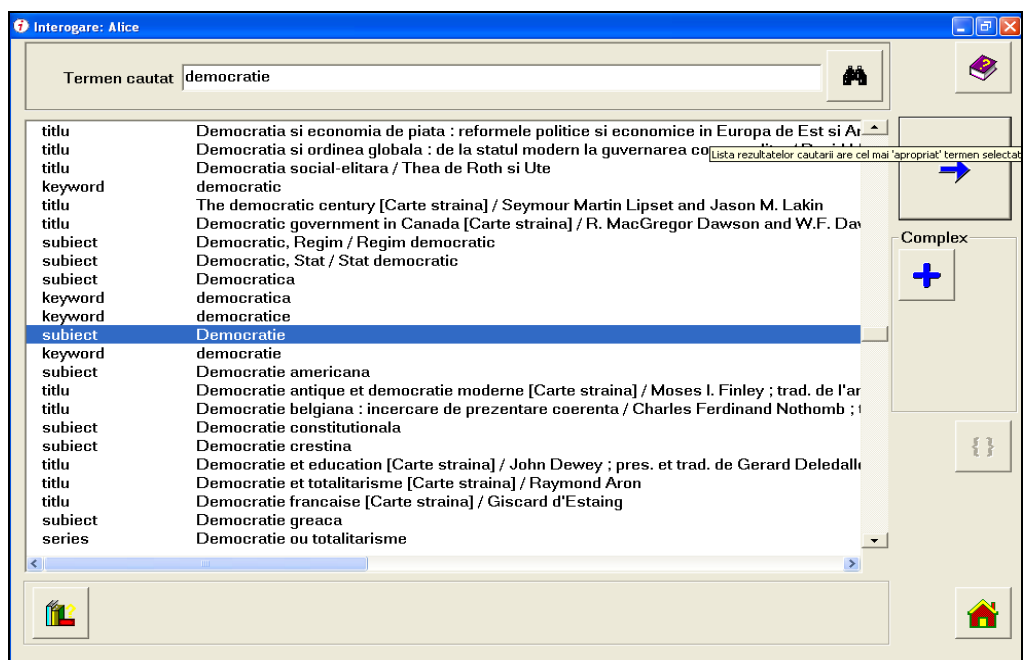 Interogare: Alice
Termen cautat democratie
titlu Democratia si economia de piata : reformele politice si economice in Europa de Est si
titlu Democratia si ordinea globala : de la statul modern la guvernarea
Lista rezultatelor cautarii are cel mai 'apropriat' termen selectat
titlu Democratia social-elitara / Thea de Roth si Ute
keyword democratic
titlu The democratic century [Carte straina] / Seymour Martin Lipset and Jason M. Lakin
titlu Democratic government in Canada [Carte straina] / R. MacGregor Dawson and W.F.
Complex
subiect Democratic, Regim / Regim democratic
subiect Democratic, Stat / Stat democratic
subiect Democratica
keyword democratica
keyword democratice
subiect Democratie
keyword democratie
subiect Democratie americana
titlu Democratie antique et democratie moderne [Carte straina] / Moses I. Finley ; trad. de
titlu Democratie belgiana : incercare de prezentare coerenta / Charles Ferdinand Nothomb ;
subiect Democratie constitutionala
subiect Democratie crestina
titlu Democratie et education [Carte straina] / John Dewey ; pres. et trad. de Gerard
titlu Democratie et totalitarisme [Carte straina] / Raymond Aron
titlu Democratie francaise [Carte straina] / Giscard d'Estaing
subiect Democratie greaca
series Democratie ou totalitarisme